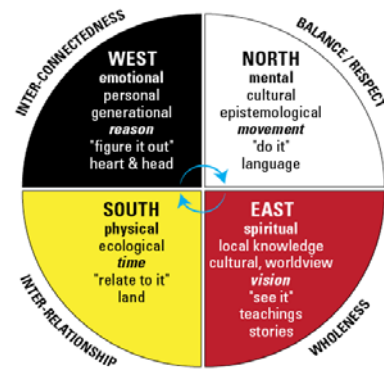 INTER-CONNECTEDNESS
WEST
emotional
personal
generational
reason
"figure it out"
heart & head
BALANCE / RESPECT
NORTH
mental
cultural
epistemological
movement
"do it"
language
SOUTH
physical
ecological
time
"relate to it"
land
INTER-RELATIONSHIP
EAST
spiritual
local knowledge
cultural, worldview
vision
"see it"
teachings
stories
WHOLENESS